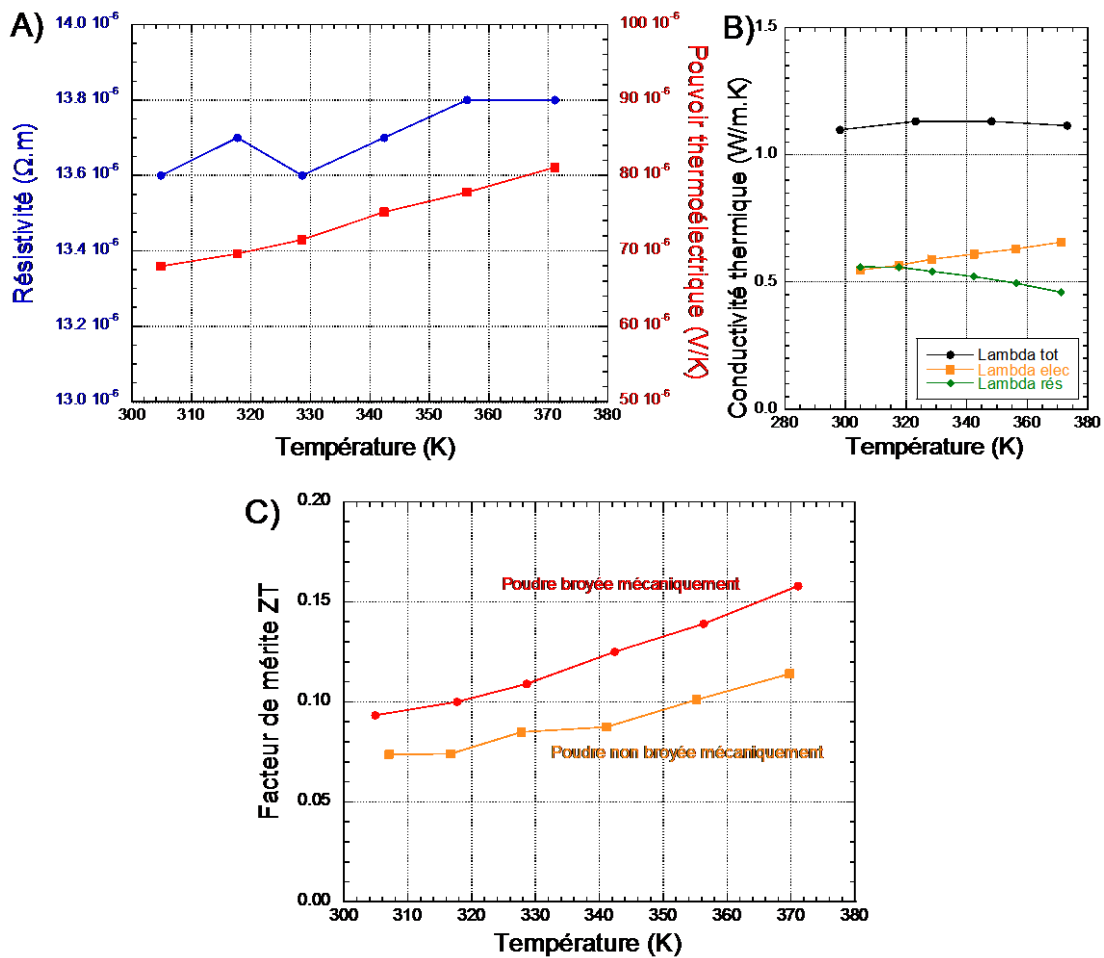 A)
Résistivité (Ω.m)
14.0 10⁻⁶
13.8 10⁻⁶
13.6 10⁻⁶
13.4 10⁻⁶
13.2 10⁻⁶
13.0 10⁻⁶
100 10⁻⁶
90 10⁻⁶
80 10⁻⁶
70 10⁻⁶
60 10⁻⁶
50 10⁻⁶
Pouvoir thermoélectrique (V/K)
300 310 320 330 340 350 360 370 380
Température (K)
B)
Conductivité thermique (W/m.K)
1.5
1.0
0.5
0.0
Lambda tot
Lambda elec
Lambda rés
280 300 320 340 360 380
Température (K)
C)
Facteur de mérite ZT
0.20
0.15
0.10
0.05
0.00
Poudre broyée mécaniquement
Poudre non broyée mécaniquement
300 310 320 330 340 350 360 370 380
Température (K)